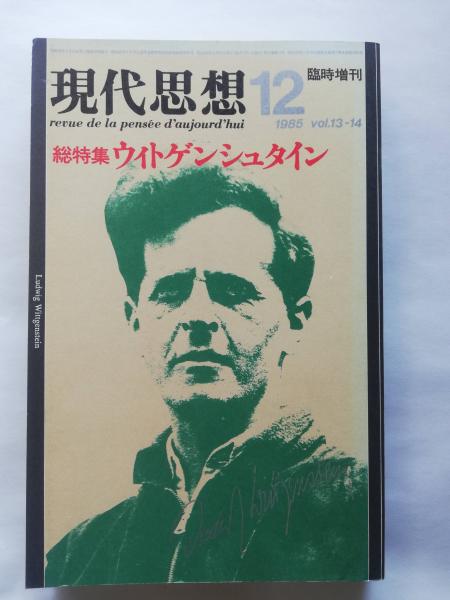 現代思想 12 臨時増刊
revue de la pensée d'aujourd'hui
1985 vol.13-14
総特集 ウィトゲンシュタイン
Ludwig Wittgenstein